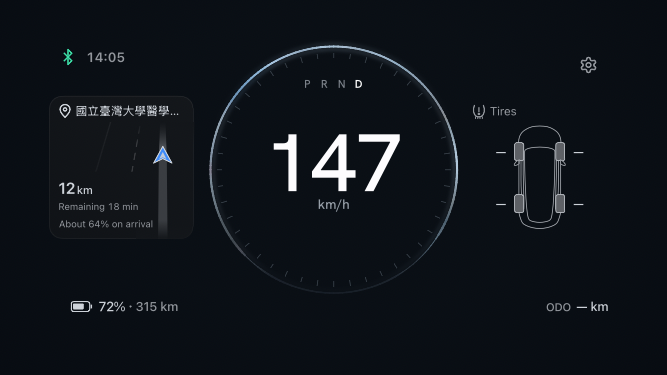 14:05
國立臺灣大學醫學...
12 km
Remaining 18 min
About 64% on arrival
72% · 315 km
P R N D
147
km/h
Tires
ODO — km